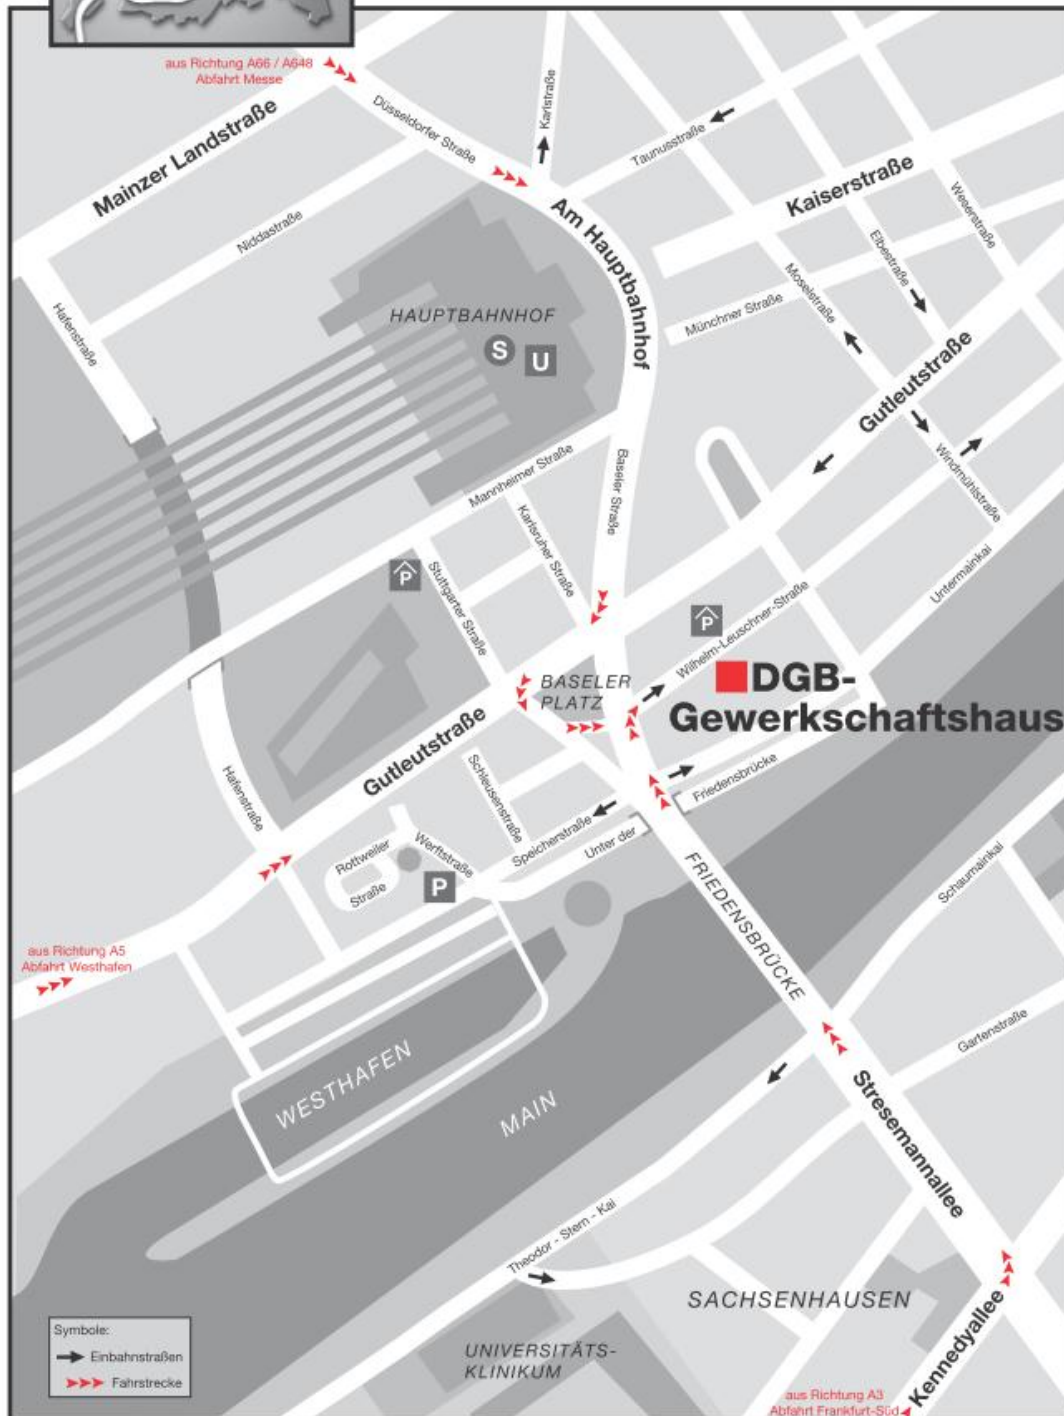 aus Richtung A66 / A648
Abfahrt Messe
Mainzer Landstraße
Düsseldorfer Straße
Karlstraße
Taunusstraße
Kaiserstraße
Weserstraße
Niddastraße
Am Hauptbahnhof
Elbestraße
Moselstraße
Münchner Straße
Hafenstraße
HAUPTBAHNHOF
S
U
Gutleutstraße
Mannheimer Straße
Baseler Straße
Windmühlstraße
Karlsruher Straße
Untermainkai
P
Stuttgarter Straße
P
Wilhelm-Leuschner-Straße
BASELER
PLATZ
DGB-
Gewerkschaftshaus
Gutleutstraße
Schleusenstraße
Hafenstraße
Friedensbrücke
Speicherstraße
Unter der
Rottweiler
Straße
Werftstraße
P
Schaumainkai
FRIEDENSBRÜCKE
aus Richtung A5
Abfahrt Westhafen
Gartenstraße
WESTHAFEN
MAIN
Stresemannallee
Theodor - Stern - Kai
SACHSENHAUSEN
UNIVERSITÄTS-
KLINIKUM
Kennedyallee
aus Richtung A3
Abfahrt Frankfurt-Süd
Symbole:
Einbahnstraßen
Fahrstrecke